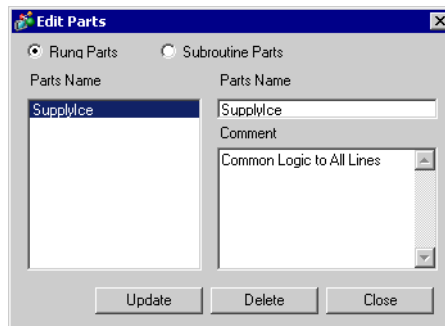 Edit Parts
Rung Parts Subroutine Parts
Parts Name Parts Name
SupplyIce SupplyIce
Comment
Common Logic to All Lines
Update Delete Close